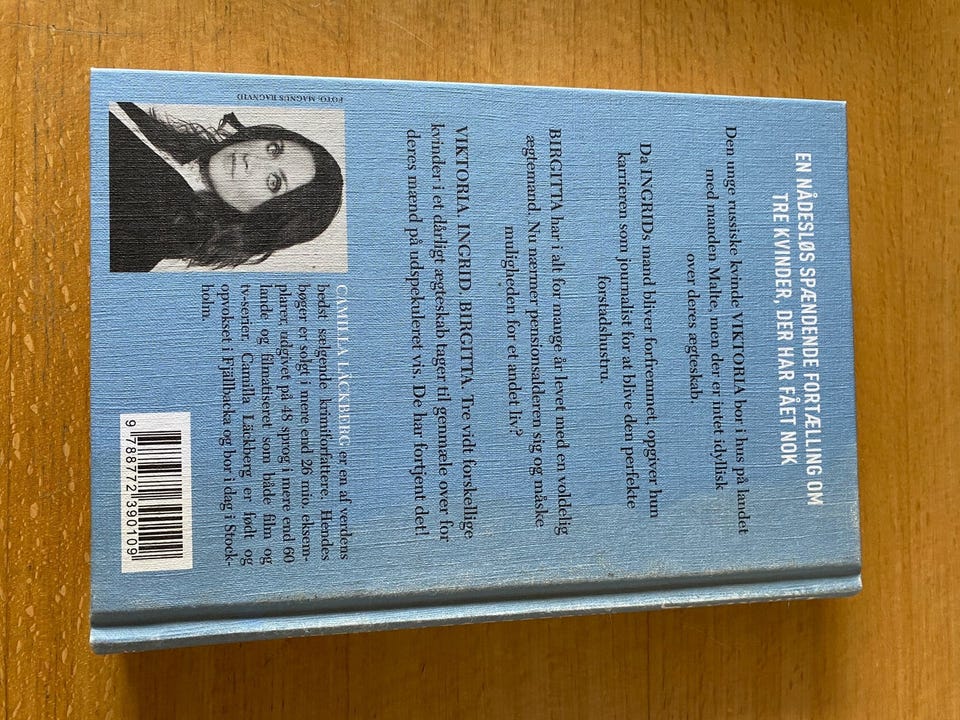 EN NÅDESLØS SPÆNDENDE FORTÆLLING OM
TRE KVINDER, DER HAR FÅET NOK
Den unge russiske kvinde VIKTORIA bor i hus på landet
med manden Malte, men der er intet idyllisk
over deres ægteskab.
Da INGRIDs mand bliver forfremmet, opgiver hun
karrieren som journalist for at blive den perfekte
forstadshustru.
BIRGITTA har i alt for mange år levet med en voldelig
ægtemand. Nu nærmer pensionsalderen sig og måske
muligheden for et andet liv?
VIKTORIA. INGRID. BIRGITTA. Tre vidt forskellige
kvinder i et dårligt ægteskab tager til genmæle over for
deres mænd på udspekuleret vis. De har fortjent det!
FOTO: MAGNUS RAGNVID
CAMILLA LÄCKBERG er en af verdens
bedst sælgende krimiforfattere. Hendes
bøger er solgt i mere end 26 mio. eksem-
plarer, udgivet på 48 sprog i mere end 60
lande og filmatiseret som både film og
tv-serier. Camilla Läckberg er født og
opvokset i Fjällbacka og bor i dag i Stock-
holm.
9 788772 390109